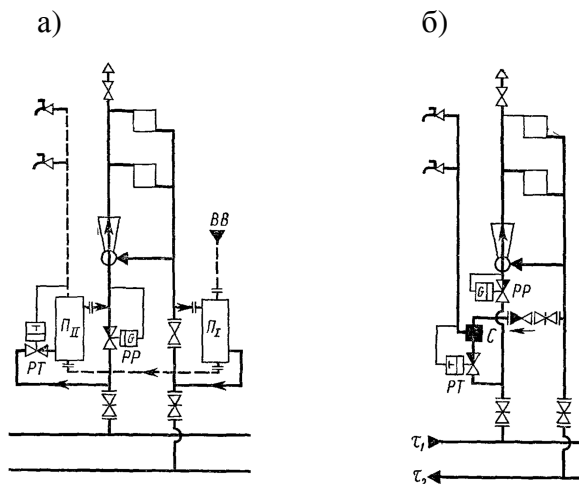 а) б)
ВВ
П_II G П_I
Т РР
РТ
G РР
С
Т
РТ
τ₁
τ₂